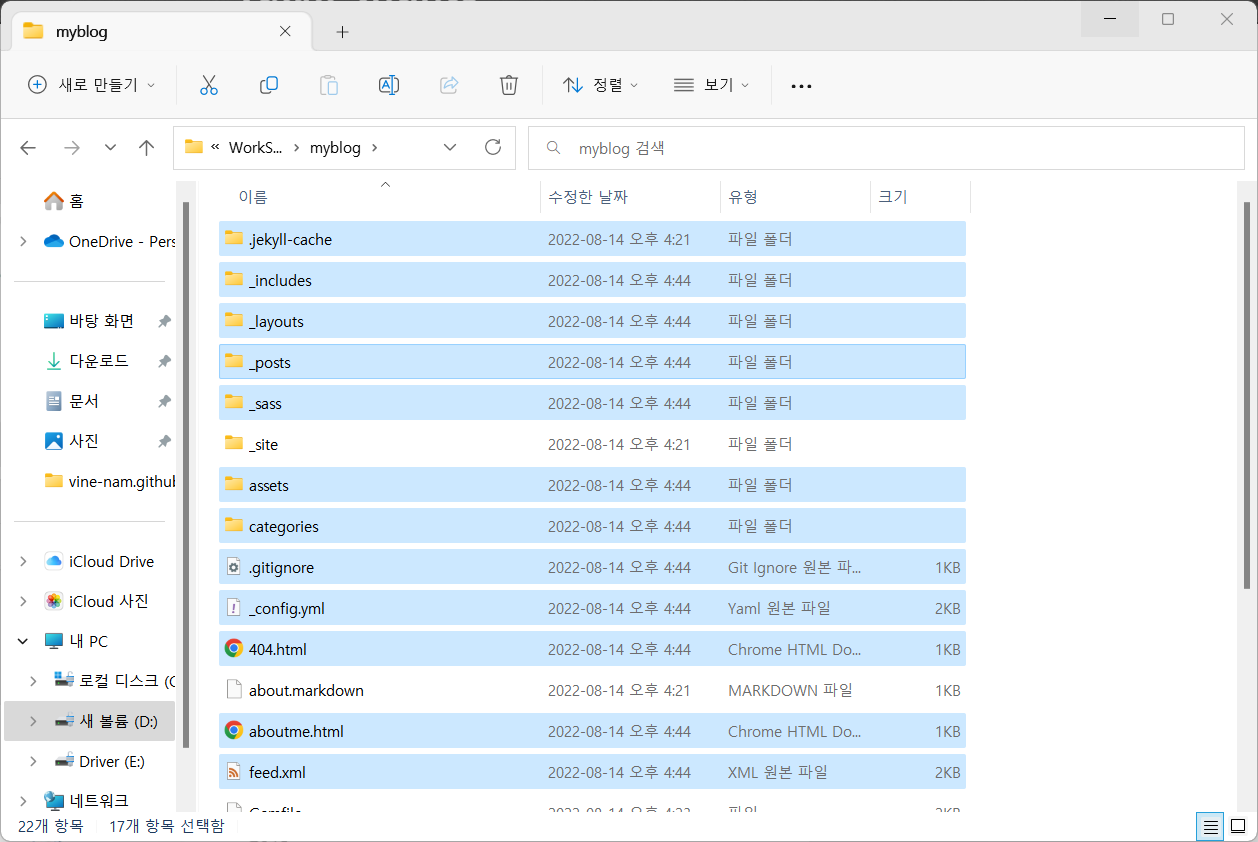 myblog
새로 만들기
정렬
보기
« WorkS... > myblog >
myblog 검색
홈
OneDrive - Pers
바탕 화면
다운로드
문서
사진
vine-nam.githul
iCloud Drive
iCloud 사진
내 PC
로컬 디스크 (C
새 볼륨 (D:)
Driver (E:)
네트워크
이름 수정한 날짜 유형 크기
.jekyll-cache 2022-08-14 오후 4:21 파일 폴더
_includes 2022-08-14 오후 4:44 파일 폴더
_layouts 2022-08-14 오후 4:44 파일 폴더
_posts 2022-08-14 오후 4:44 파일 폴더
_sass 2022-08-14 오후 4:44 파일 폴더
_site 2022-08-14 오후 4:21 파일 폴더
assets 2022-08-14 오후 4:44 파일 폴더
categories 2022-08-14 오후 4:44 파일 폴더
.gitignore 2022-08-14 오후 4:44 Git Ignore 원본 파... 1KB
_config.yml 2022-08-14 오후 4:44 Yaml 원본 파일 2KB
404.html 2022-08-14 오후 4:44 Chrome HTML Do... 1KB
about.markdown 2022-08-14 오후 4:21 MARKDOWN 파일 1KB
aboutme.html 2022-08-14 오후 4:44 Chrome HTML Do... 1KB
feed.xml 2022-08-14 오후 4:44 XML 원본 파일 2KB
22개 항목 17개 항목 선택함